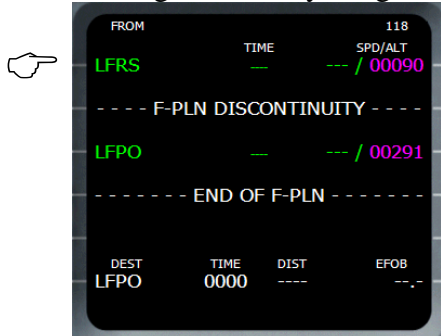 FROM 118
TIME SPD/ALT
LFRS ---- --- / 00090
- - - - F-PLN DISCONTINUITY - - - -
LFPO ---- --- / 00291
- - - - - - - END OF F-PLN - - - - - - -
DEST TIME DIST EFOB
LFPO 0000 ---- --.-